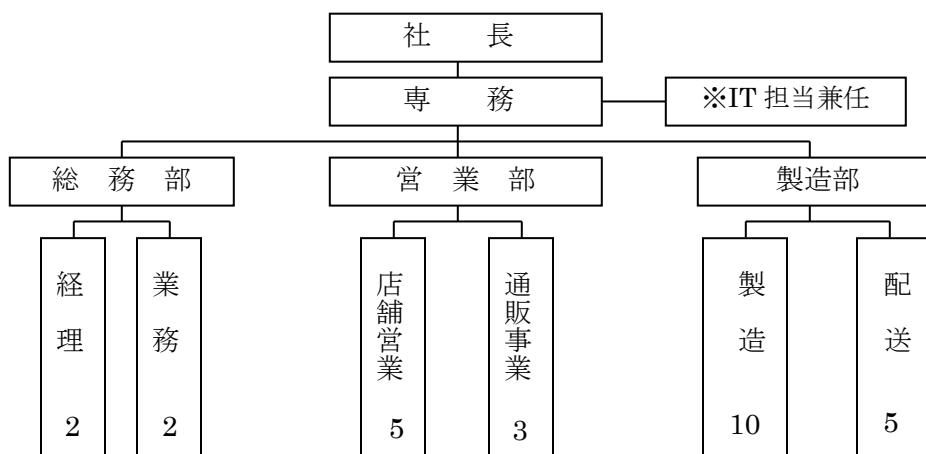 社　長
専　務
※IT 担当兼任
総　務　部
営　業　部
製造部
経理
2
業務
2
店舗営業
5
通販事業
3
製造
10
配送
5